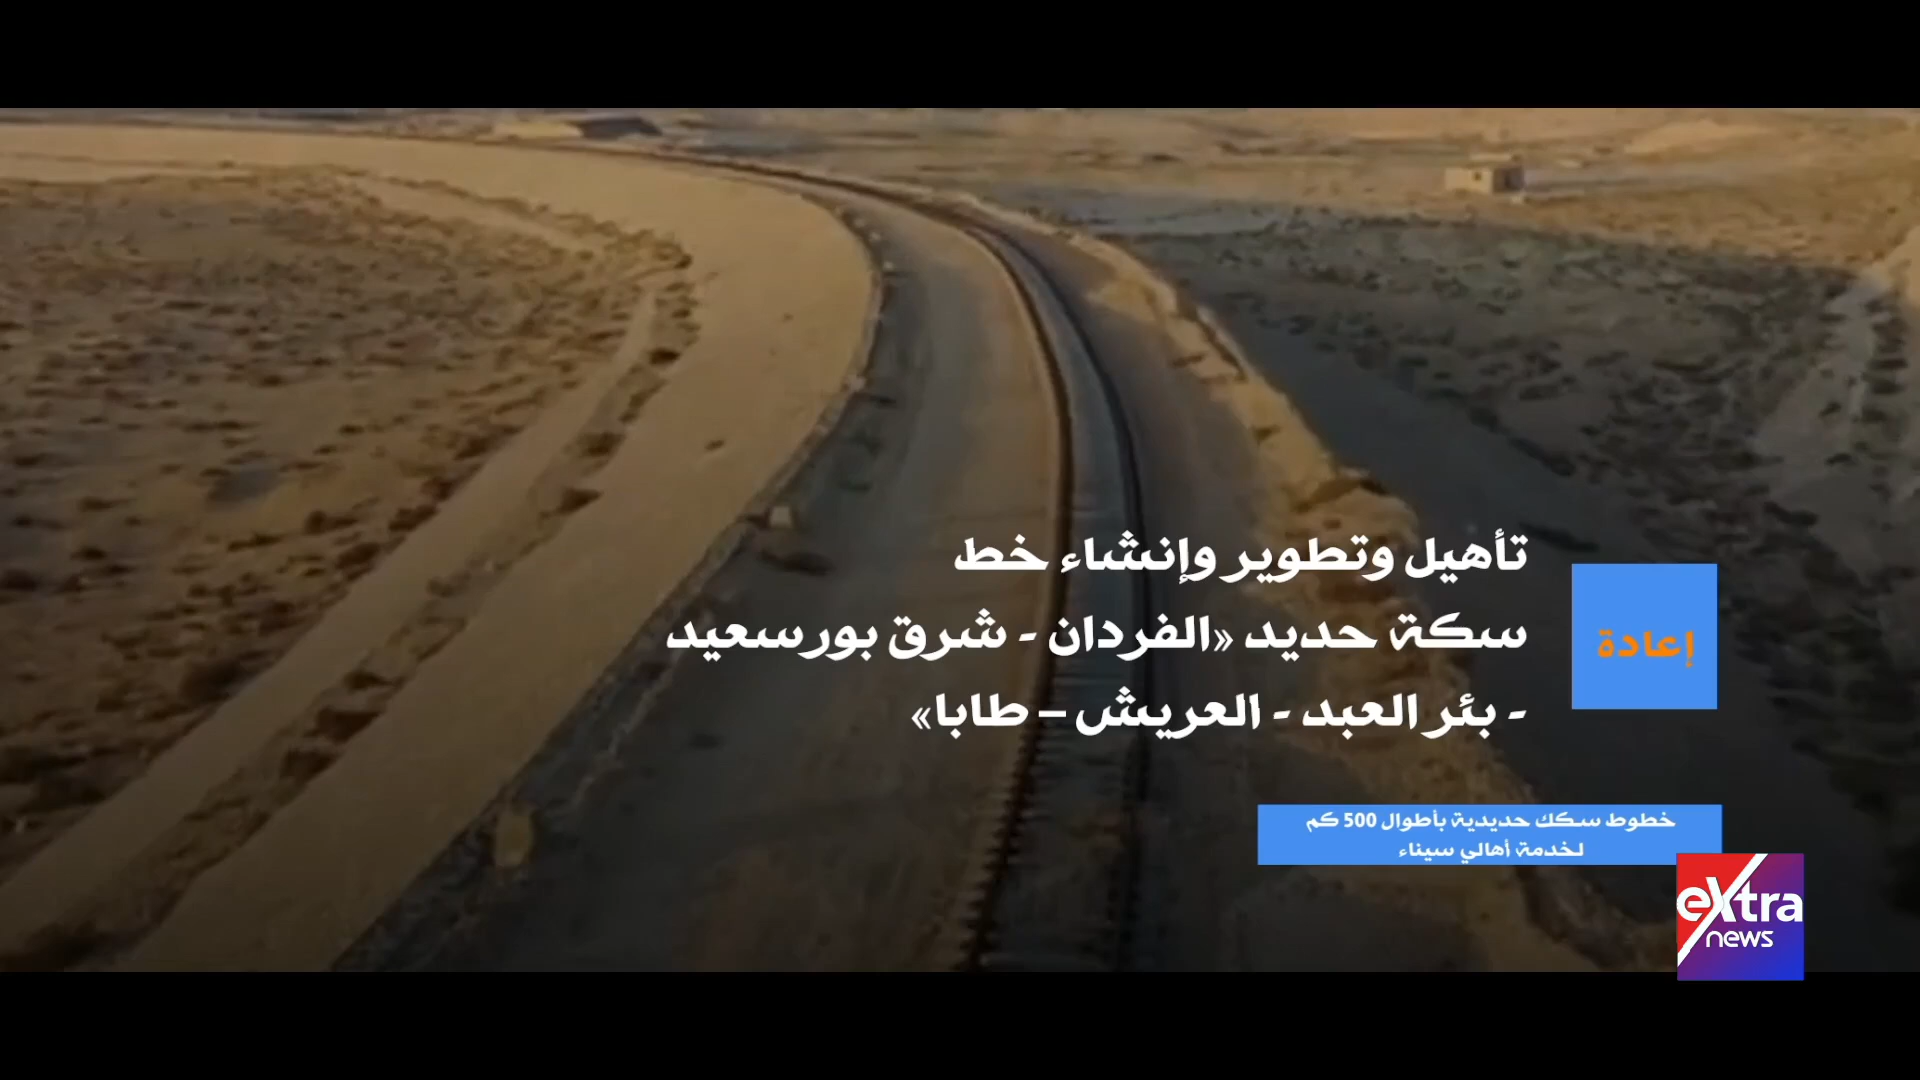 إعادة
تأهيل وتطوير وإنشاء خط
سكة حديد «الفردان - شرق بورسعيد
- بئر العبد - العريش – طابا»
خطوط سكك حديدية بأطوال 500 كم
لخدمة أهالي سيناء
eXtra
news